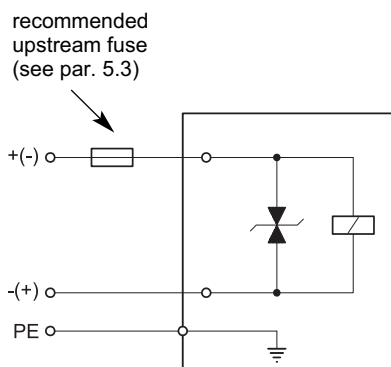 recommended
upstream fuse
(see par. 5.3)
+(-)
-(+)
PE